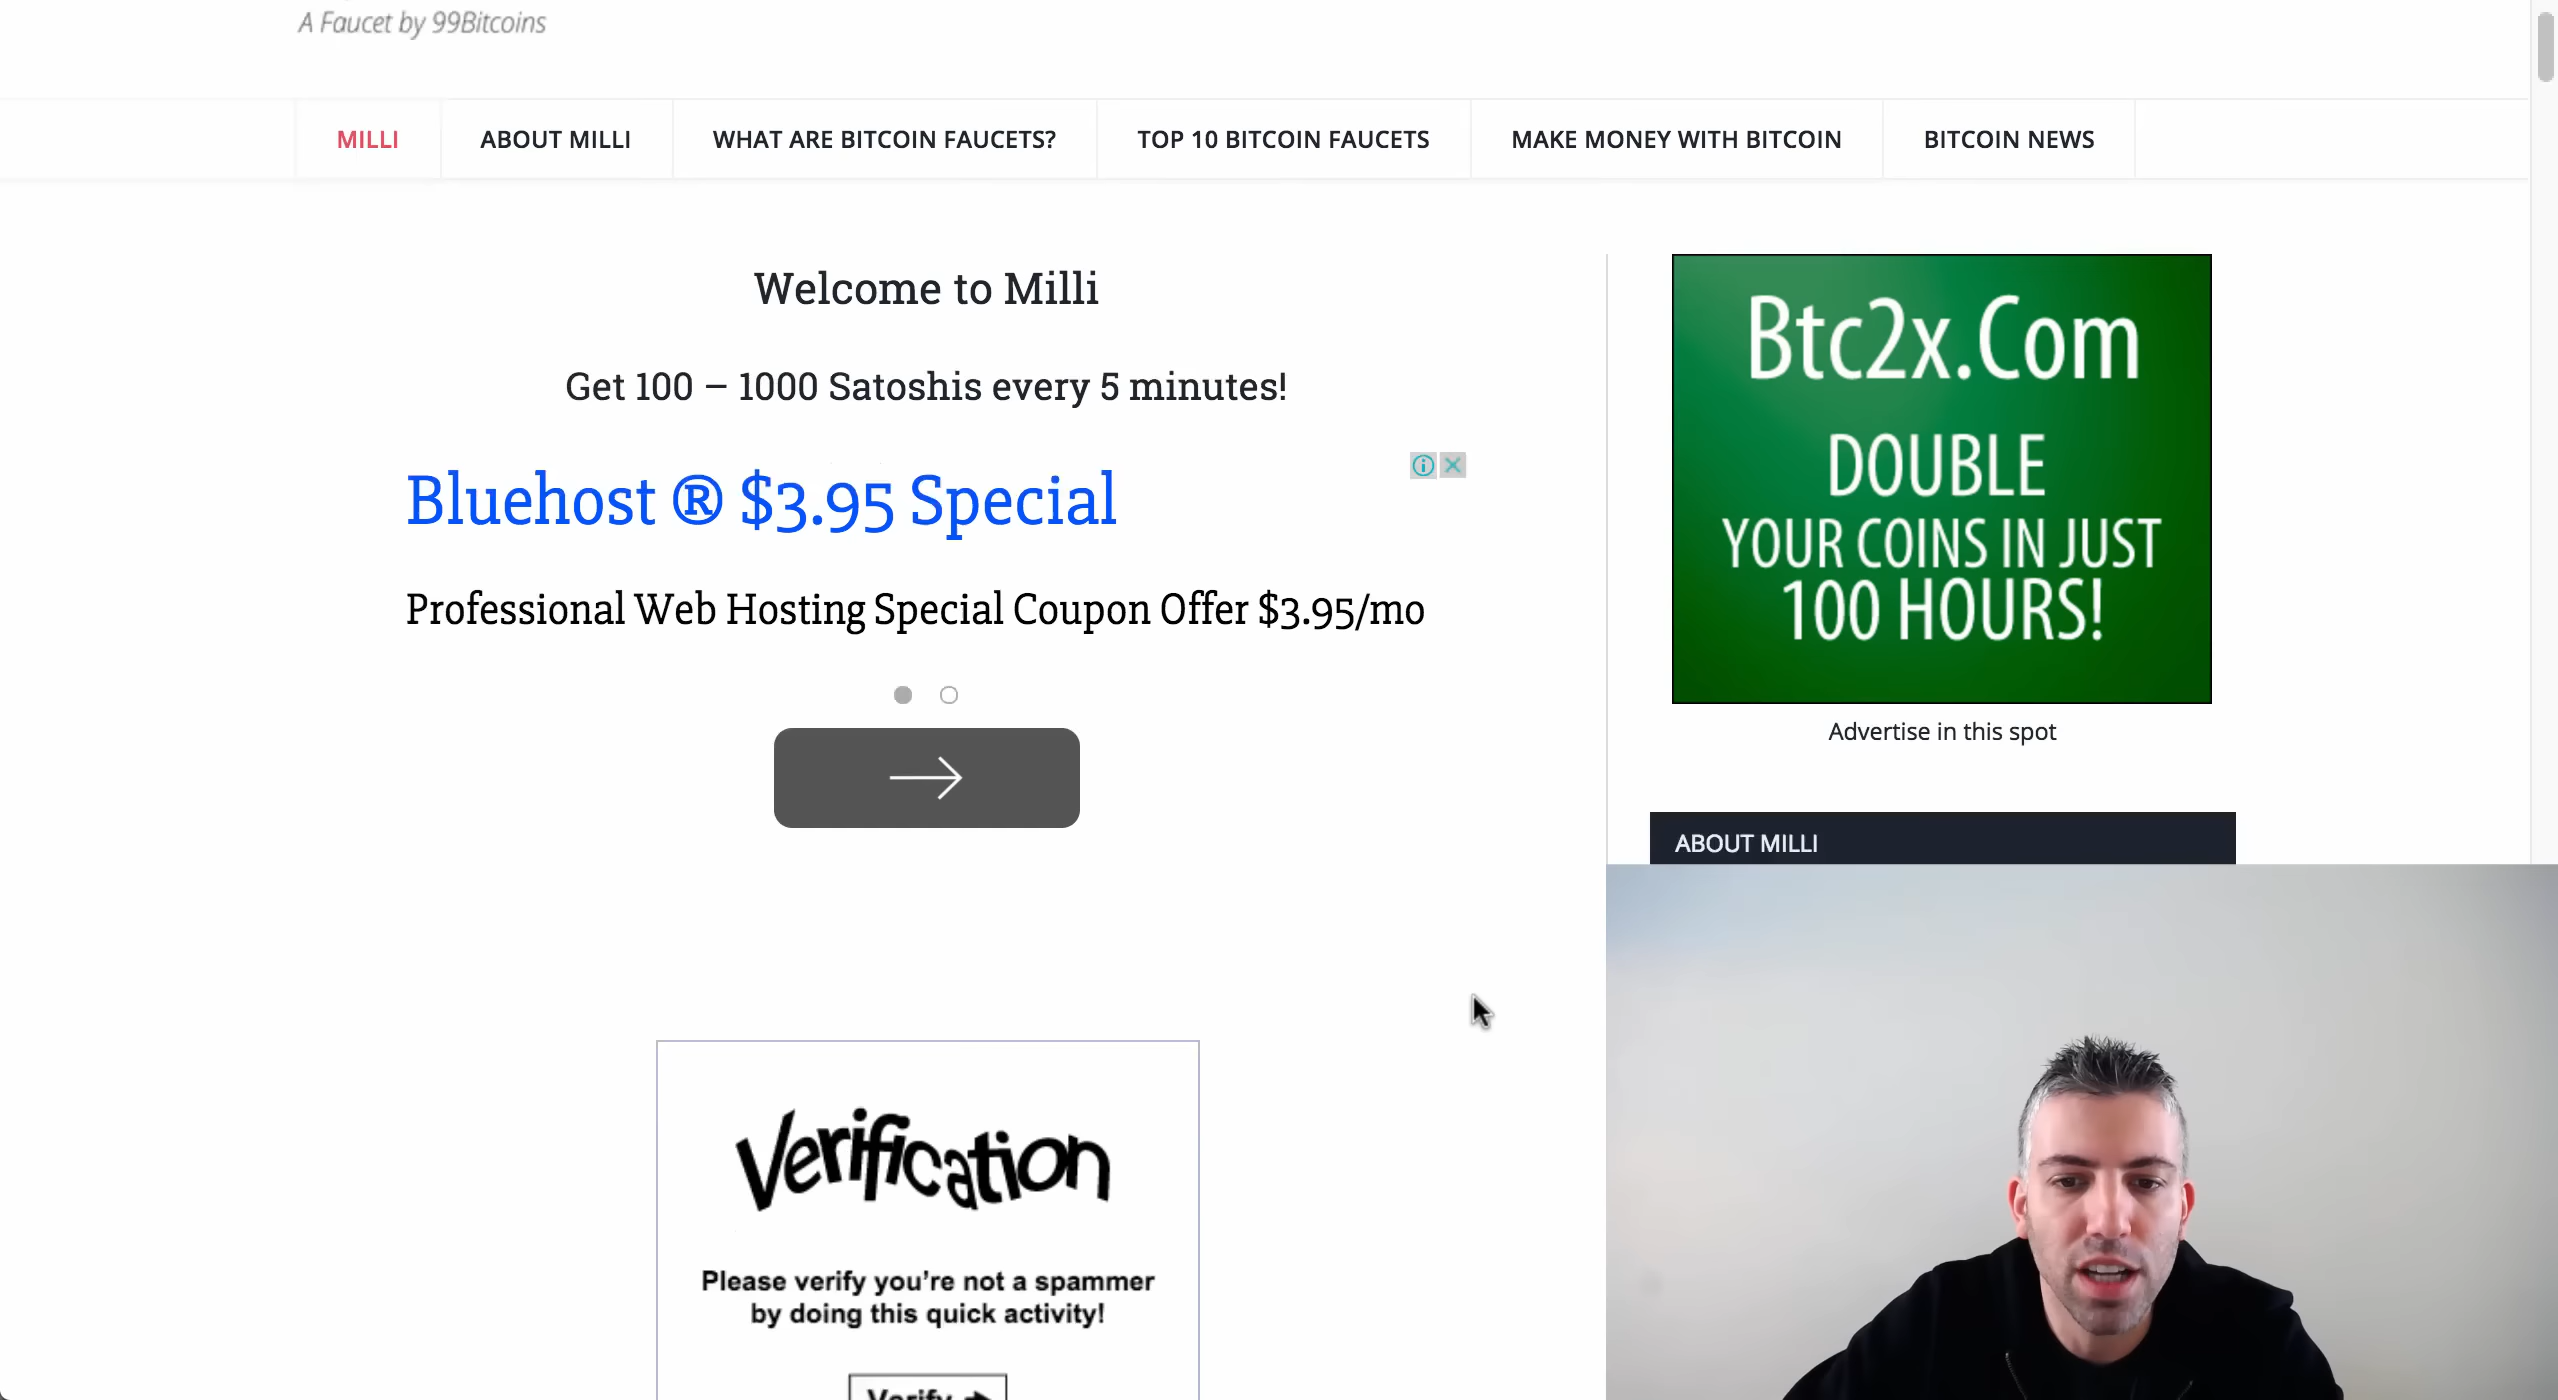 A Faucet by 99Bitcoins
MILLI
ABOUT MILLI
WHAT ARE BITCOIN FAUCETS?
TOP 10 BITCOIN FAUCETS
MAKE MONEY WITH BITCOIN
BITCOIN NEWS
Welcome to Milli
Get 100 – 1000 Satoshis every 5 minutes!
Bluehost ® $3.95 Special
Professional Web Hosting Special Coupon Offer $3.95/mo
Btc2x.Com
DOUBLE
YOUR COINS IN JUST
100 HOURS!
Advertise in this spot
ABOUT MILLI
Verification
Please verify you're not a spammer
by doing this quick activity!
Verify